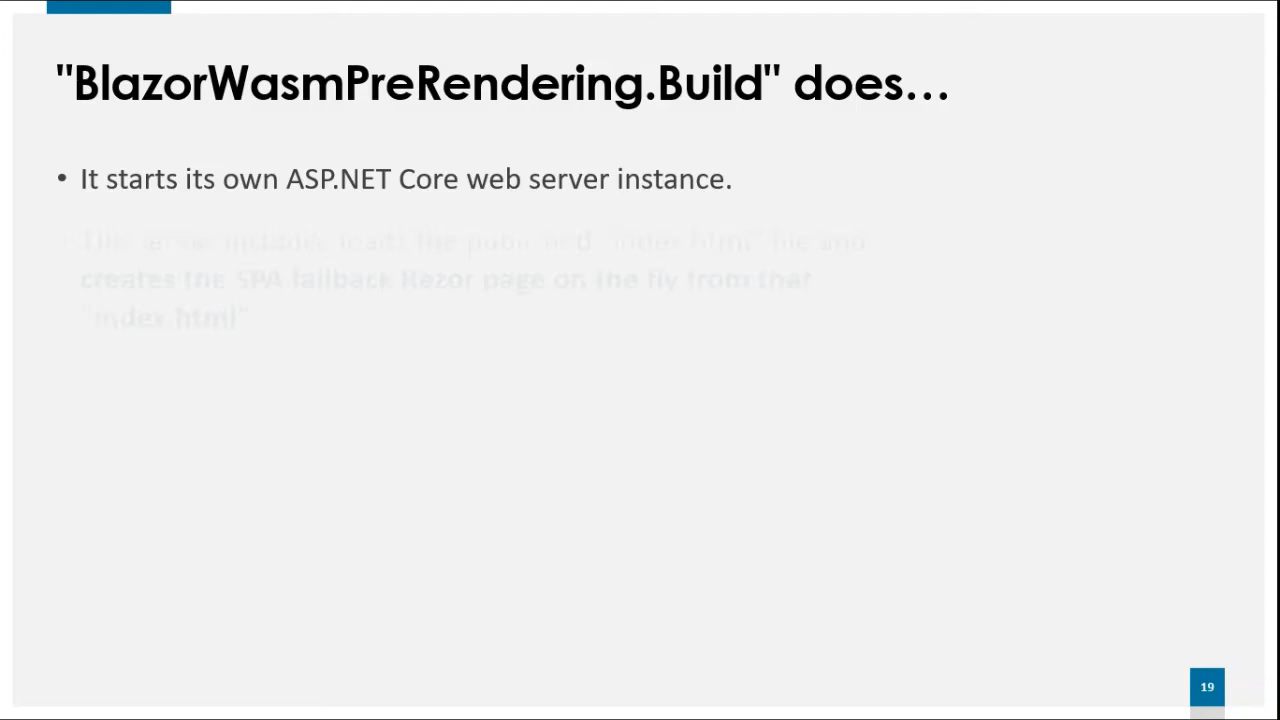 "BlazorWasmPreRendering.Build" does…
• It starts its own ASP.NET Core web server instance.
This server instance loads the published "index.html" file and
creates the SPA fallback Razor page on the fly from that
"index.html"
19